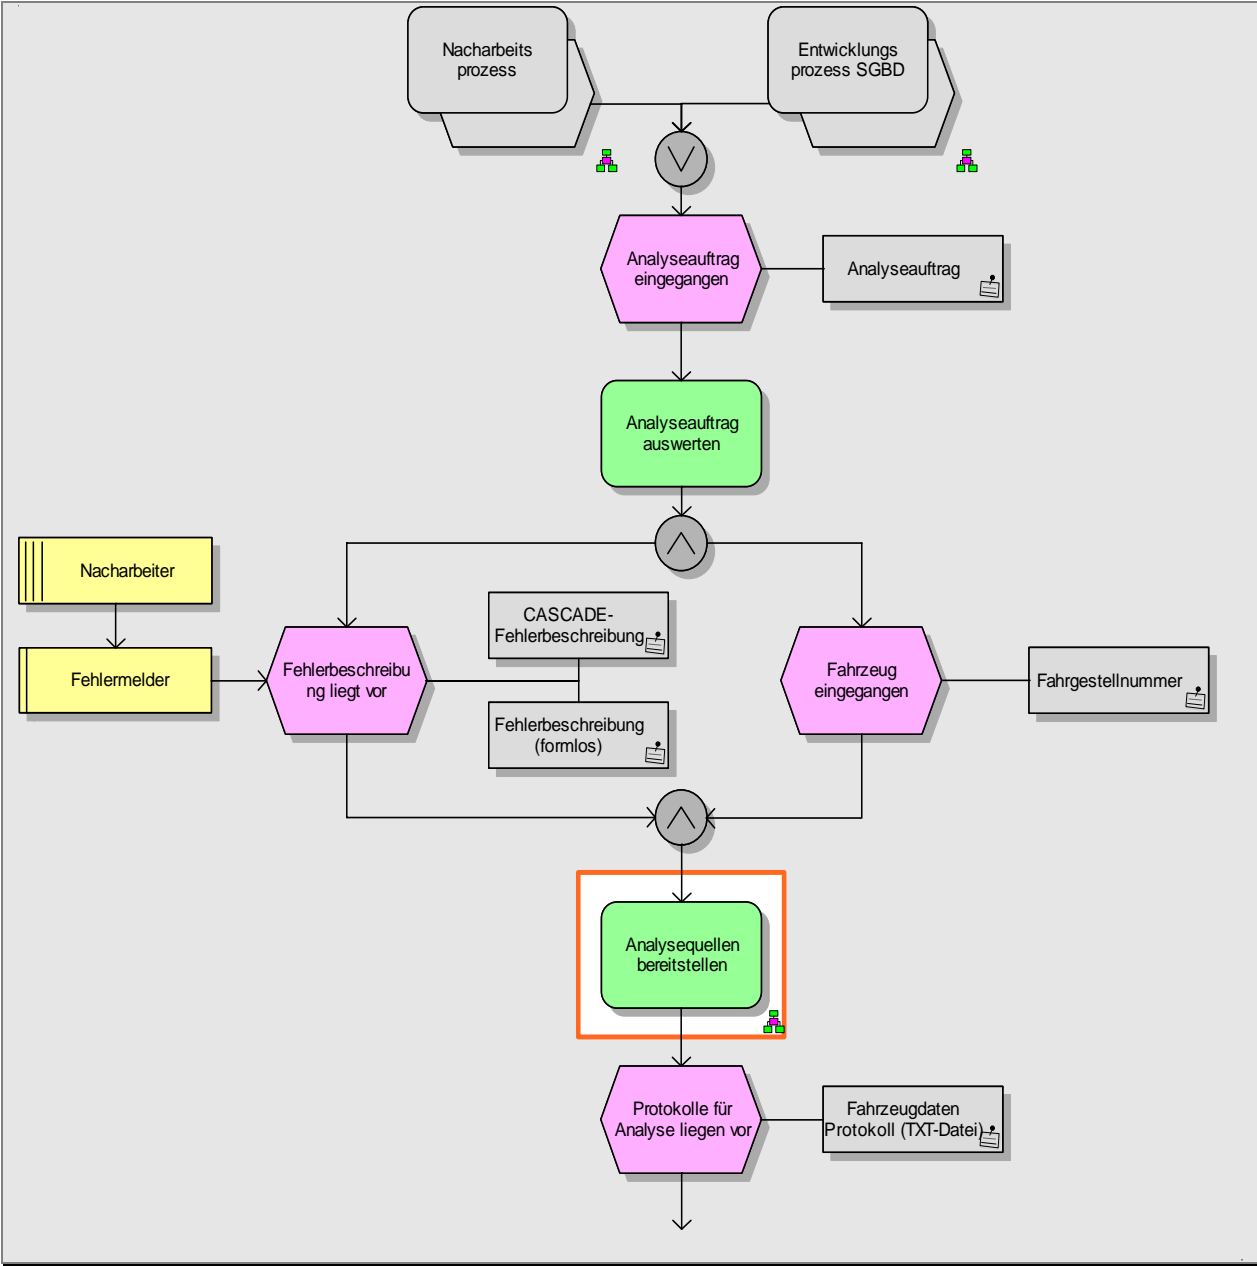 Nacharbeits
prozess
Entwicklungs
prozess SGBD
Analyseauftrag
eingegangen
Analyseauftrag
Analyseauftrag
auswerten
Nacharbeiter
Fehlermelder
Fehlerbeschreibu
ng liegt vor
CASCADE-
Fehlerbeschreibung
Fehlerbeschreibung
(formlos)
Fahrzeug
eingegangen
Fahrgestellnummer
Analysequellen
bereitstellen
Protokolle für
Analyse liegen vor
Fahrzeugdaten
Protokoll (TXT-Datei)